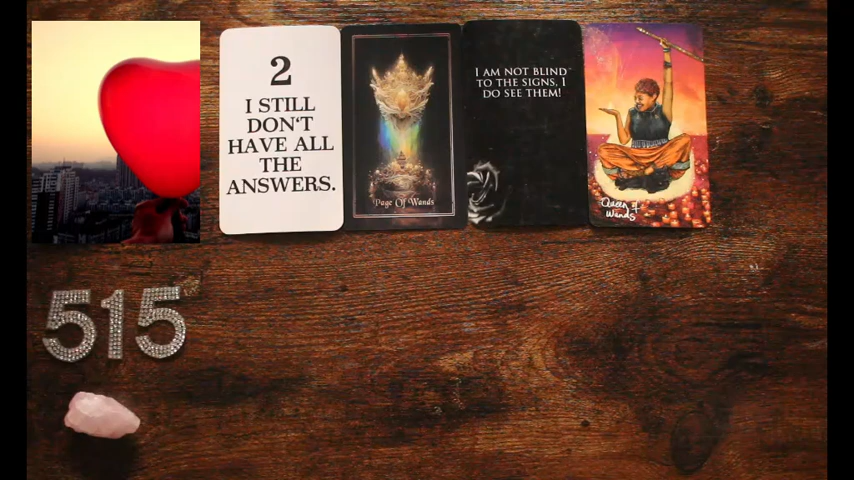 2
I STILL
DON'T
HAVE ALL
THE
ANSWERS.
Page Of Wands
I AM NOT BLIND
TO THE SIGNS, I
DO SEE THEM!
Queen of
Wands
515